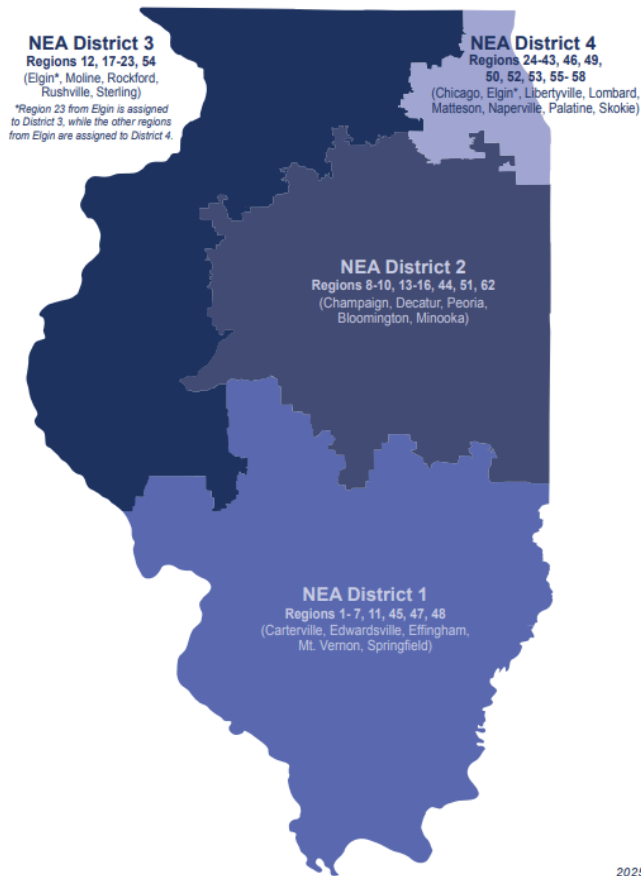 NEA District 3
Regions 12, 17-23, 54
(Elgin*, Moline, Rockford,
Rushville, Sterling)
*Region 23 from Elgin is assigned
to District 3, while the other regions
from Elgin are assigned to District 4.
NEA District 4
Regions 24-43, 46, 49,
50, 52, 53, 55- 58
(Chicago, Elgin*, Libertyville, Lombard,
Matteson, Naperville, Palatine, Skokie)
NEA District 2
Regions 8-10, 13-16, 44, 51, 62
(Champaign, Decatur, Peoria,
Bloomington, Minooka)
NEA District 1
Regions 1- 7, 11, 45, 47, 48
(Carterville, Edwardsville, Effingham,
Mt. Vernon, Springfield)
2025